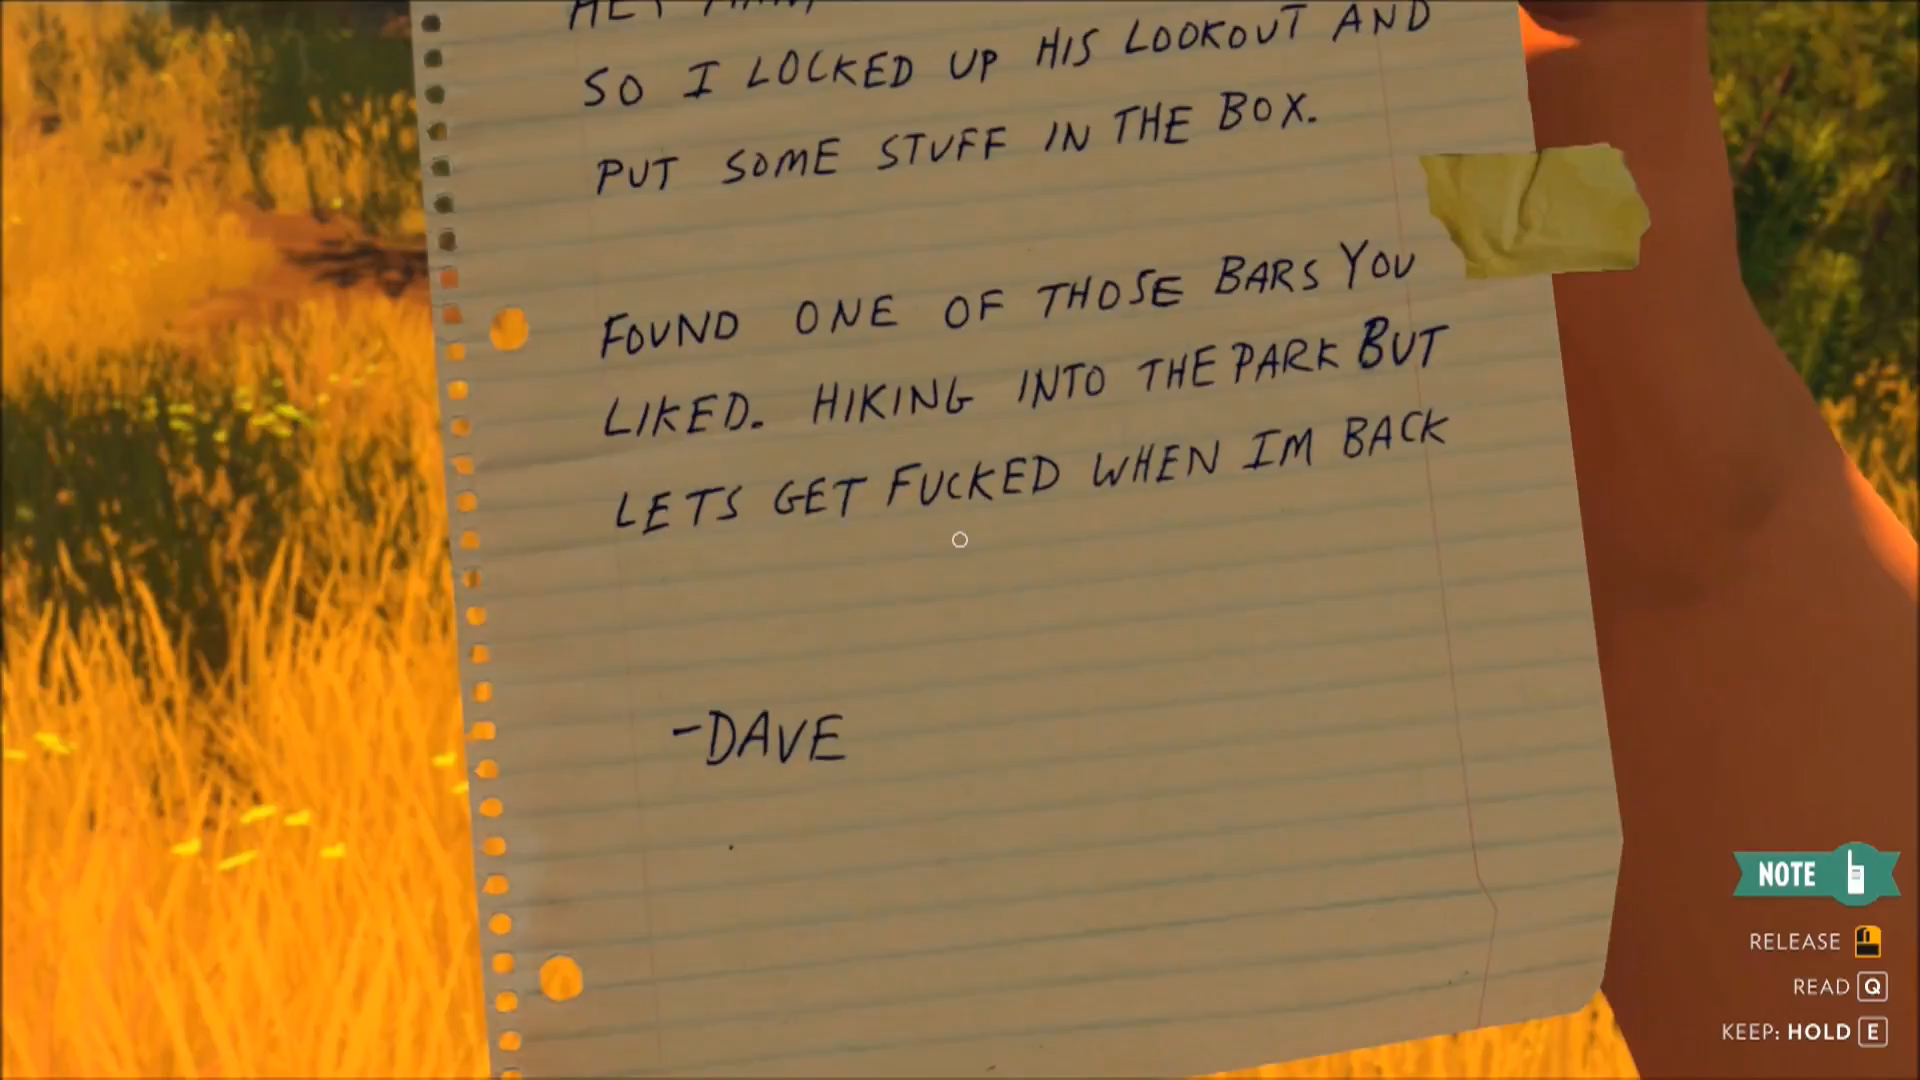 HEY
SO I LOCKED UP HIS LOOKOUT AND
PUT SOME STUFF IN THE BOX.
FOUND ONE OF THOSE BARS YOU
LIKED. HIKING INTO THE PARK BUT
LETS GET FUCKED WHEN IM BACK
-DAVE
NOTE
RELEASE
READ Q
KEEP: HOLD E